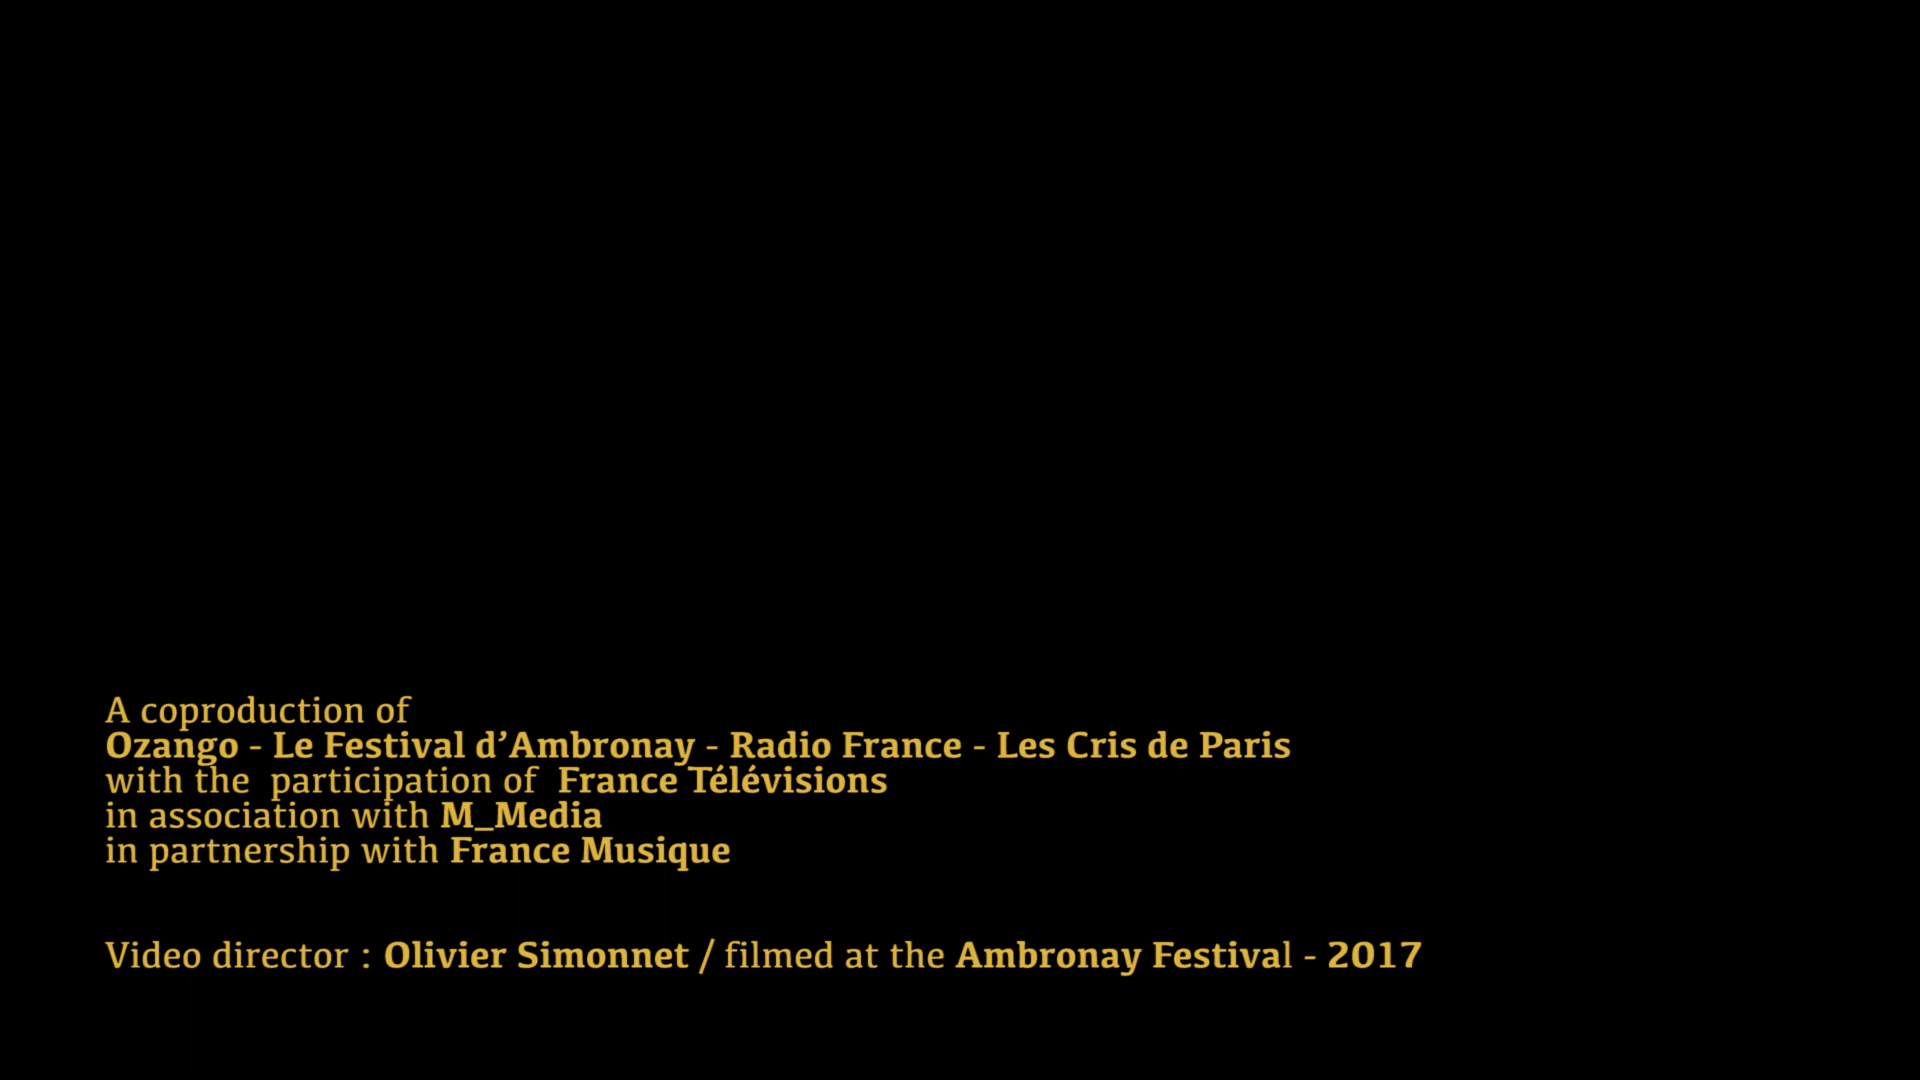 A coproduction of
Ozango - Le Festival d’Ambronay - Radio France - Les Cris de Paris
with the  participation of  France Télévisions
in association with M_Media
in partnership with France Musique
Video director : Olivier Simonnet / filmed at the Ambronay Festival - 2017